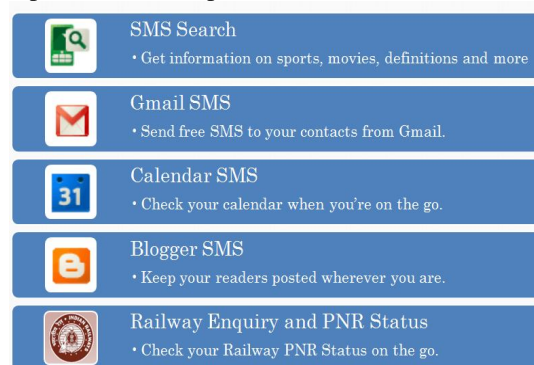 SMS Search
• Get information on sports, movies, definitions and more
Gmail SMS
• Send free SMS to your contacts from Gmail.
31
Calendar SMS
• Check your calendar when you're on the go.
Blogger SMS
• Keep your readers posted wherever you are.
Railway Enquiry and PNR Status
• Check your Railway PNR Status on the go.